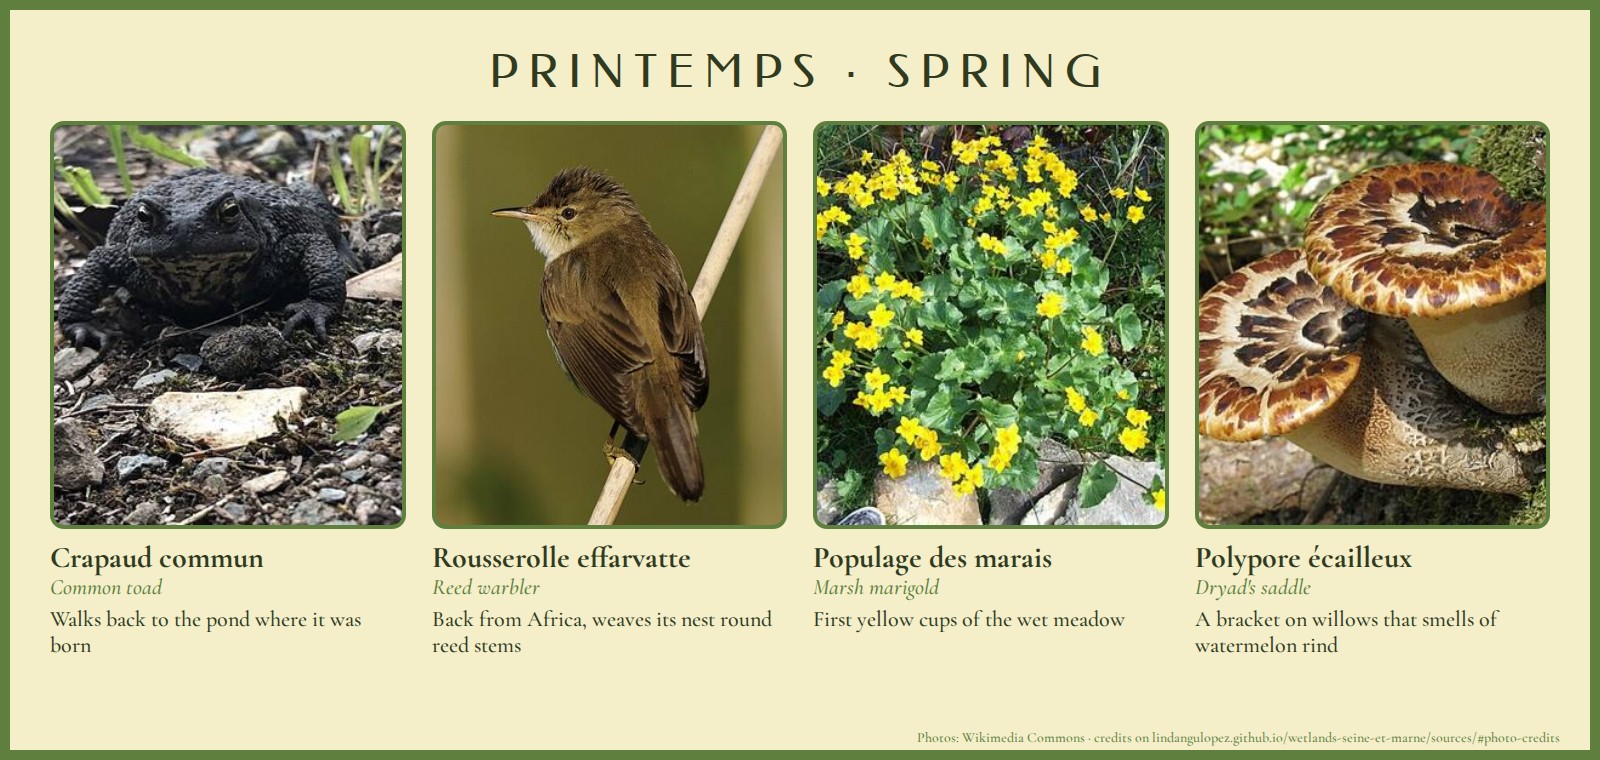 PRINTEMPS · SPRING
Crapaud commun
Common toad
Walks back to the pond where it was
born
Rousserolle effarvatte
Reed warbler
Back from Africa, weaves its nest round
reed stems
Populage des marais
Marsh marigold
First yellow cups of the wet meadow
Polypore écailleux
Dryad's saddle
A bracket on willows that smells of
watermelon rind
Photos: Wikimedia Commons · credits on lindangulopez.github.io/wetlands-seine-et-marne/sources/#photo-credits